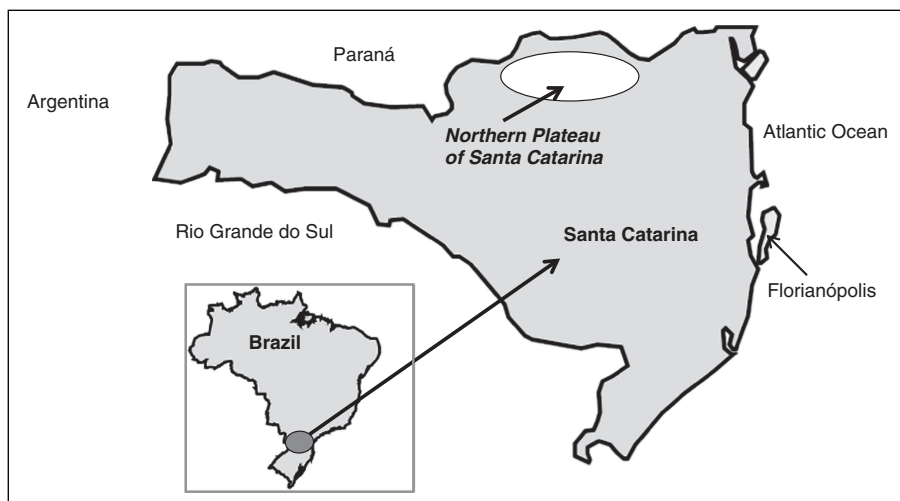 Paraná
Argentina
Northern Plateau
of Santa Catarina
Atlantic Ocean
Rio Grande do Sul
Santa Catarina
Florianópolis
Brazil